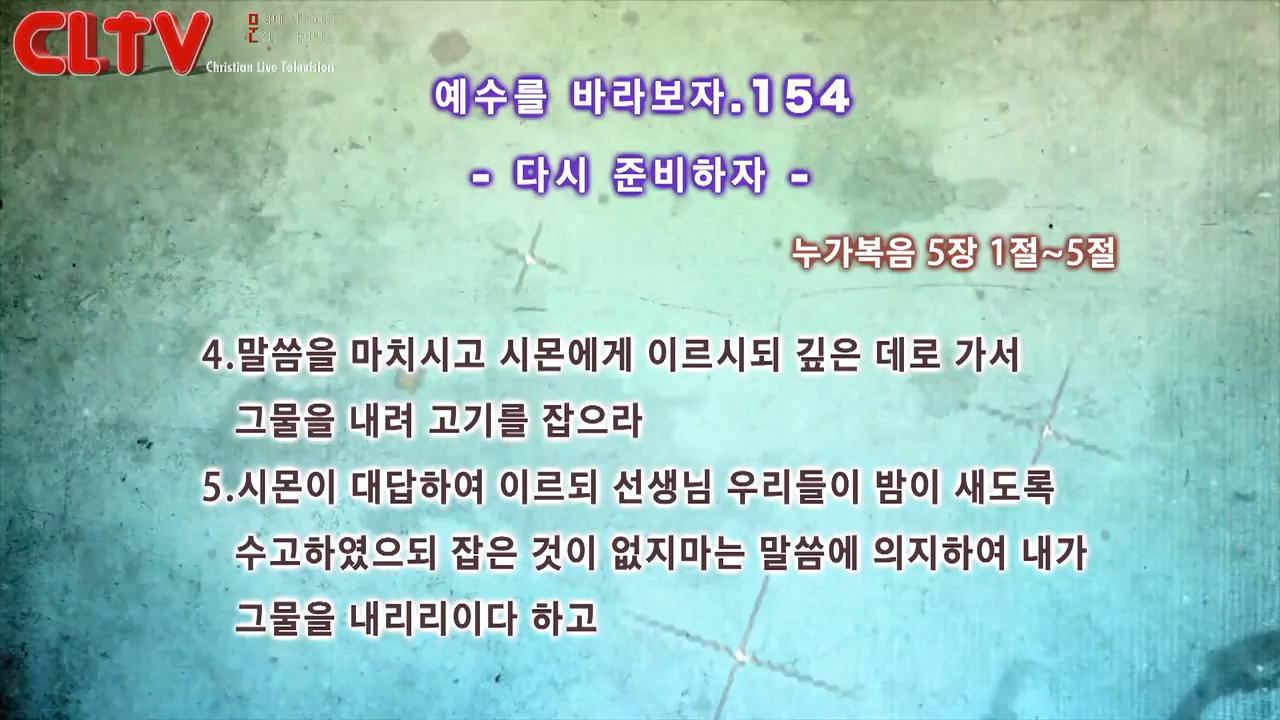 CLTV
Christian Live Television
예수를 바라보자.154
- 다시 준비하자 -
누가복음 5장 1절~5절
4.말씀을 마치시고 시몬에게 이르시되 깊은 데로 가서
그물을 내려 고기를 잡으라
5.시몬이 대답하여 이르되 선생님 우리들이 밤이 새도록
수고하였으되 잡은 것이 없지마는 말씀에 의지하여 내가
그물을 내리리이다 하고